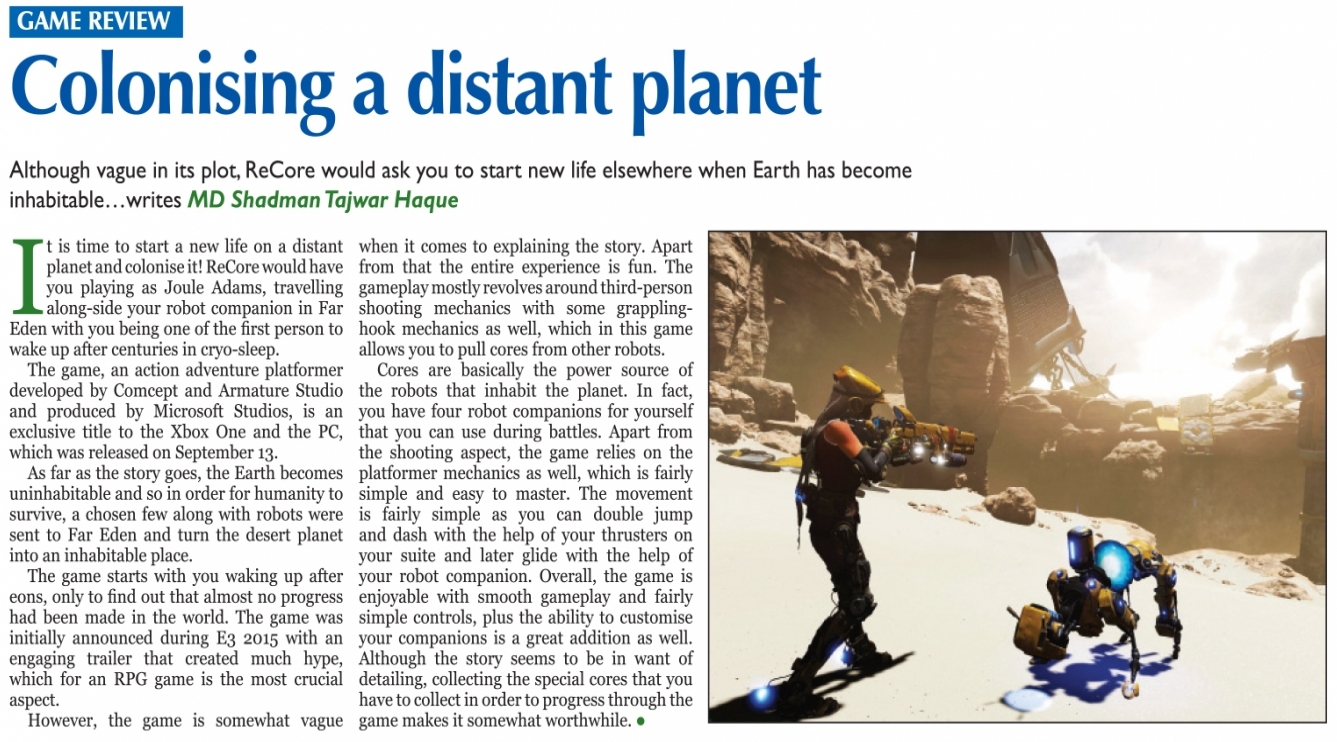 GAME REVIEW
Colonising a distant planet
Although vague in its plot, ReCore would ask you to start new life elsewhere when Earth has become
inhabitable...writes MD Shadman Tajwar Haque
It is time to start a new life on a distant
planet and colonise it! ReCore would have
you playing as Joule Adams, travelling
along-side your robot companion in Far
Eden with you being one of the first person to
wake up after centuries in cryo-sleep.
The game, an action adventure platformer
developed by Comcept and Armature Studio
and produced by Microsoft Studios, is an
exclusive title to the Xbox One and the PC,
which was released on September 13.
As far as the story goes, the Earth becomes
uninhabitable and so in order for humanity to
survive, a chosen few along with robots were
sent to Far Eden and turn the desert planet
into an inhabitable place.
The game starts with you waking up after
eons, only to find out that almost no progress
had been made in the world. The game was
initially announced during E3 2015 with an
engaging trailer that created much hype,
which for an RPG game is the most crucial
aspect.
However, the game is somewhat vague
when it comes to explaining the story. Apart
from that the entire experience is fun. The
gameplay mostly revolves around third-person
shooting mechanics with some grappling-
hook mechanics as well, which in this game
allows you to pull cores from other robots.
Cores are basically the power source of
the robots that inhabit the planet. In fact,
you have four robot companions for yourself
that you can use during battles. Apart from
the shooting aspect, the game relies on the
platformer mechanics as well, which is fairly
simple and easy to master. The movement
is fairly simple as you can double jump
and dash with the help of your thrusters on
your suite and later glide with the help of
your robot companion. Overall, the game is
enjoyable with smooth gameplay and fairly
simple controls, plus the ability to customise
your companions is a great addition as well.
Although the story seems to be in want of
detailing, collecting the special cores that you
have to collect in order to progress through the
game makes it somewhat worthwhile. ●